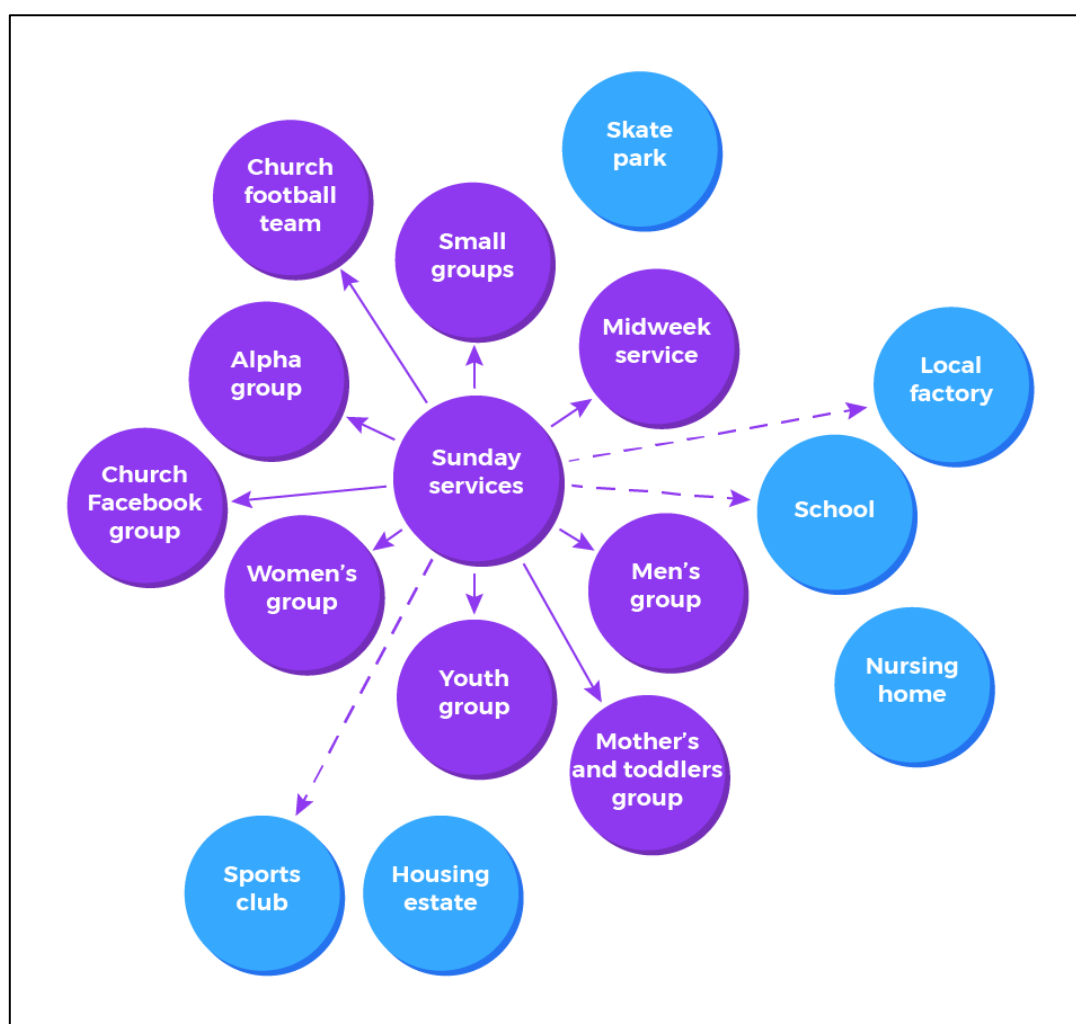 Skate
park
Church
football
team
Small
groups
Midweek
service
Alpha
group
Local
factory
Sunday
services
Church
Facebook
group
School
Women’s
group
Men’s
group
Youth
group
Nursing
home
Mother’s
and toddlers
group
Sports
club
Housing
estate